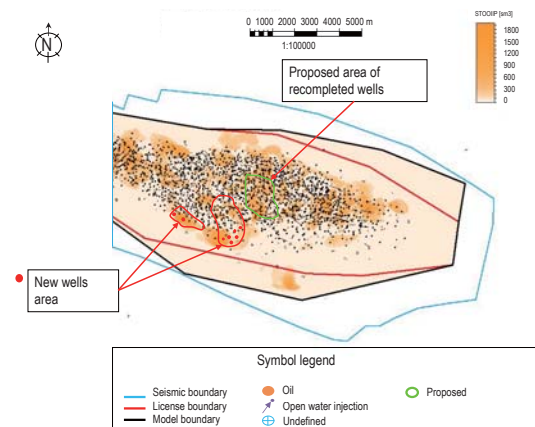 STOOIIP [sm3]
0 1000 2000 3000 4000 5000 m
1:100000
N
1800
1500
1200
900
600
300
0
Proposed area of
recompleted wells
New wells
area
Symbol legend
Seismic boundary
License boundary
Model boundary
Oil
Open water injection
Undefined
Proposed